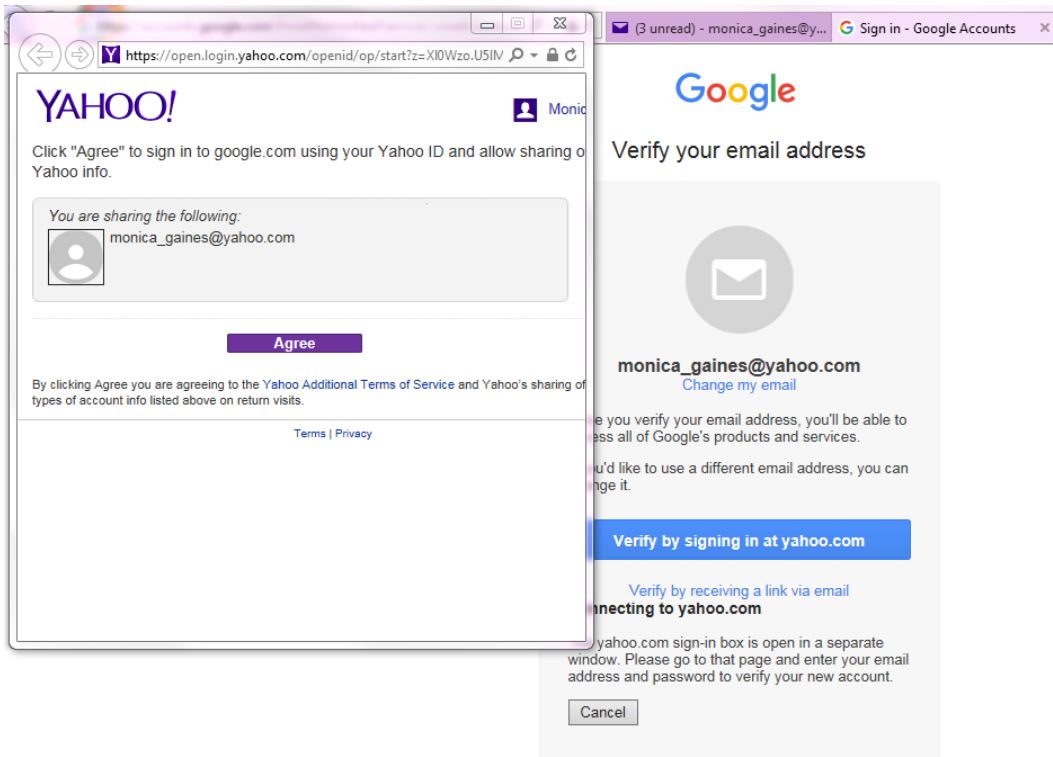 https://open.login.yahoo.com/openid/op/start?z=XI0Wzo.U5IlV
(3 unread) - monica_gaines@y...
Sign in - Google Accounts
YAHOO!
Monic
Click "Agree" to sign in to google.com using your Yahoo ID and allow sharing o
Yahoo info.
You are sharing the following:
monica_gaines@yahoo.com
Agree
By clicking Agree you are agreeing to the Yahoo Additional Terms of Service and Yahoo's sharing of
types of account info listed above on return visits.
Terms | Privacy
Google
Verify your email address
monica_gaines@yahoo.com
Change my email
e you verify your email address, you'll be able to
ess all of Google's products and services.
u'd like to use a different email address, you can
nge it.
Verify by signing in at yahoo.com
Verify by receiving a link via email
nnecting to yahoo.com
yahoo.com sign-in box is open in a separate
window. Please go to that page and enter your email
address and password to verify your new account.
Cancel